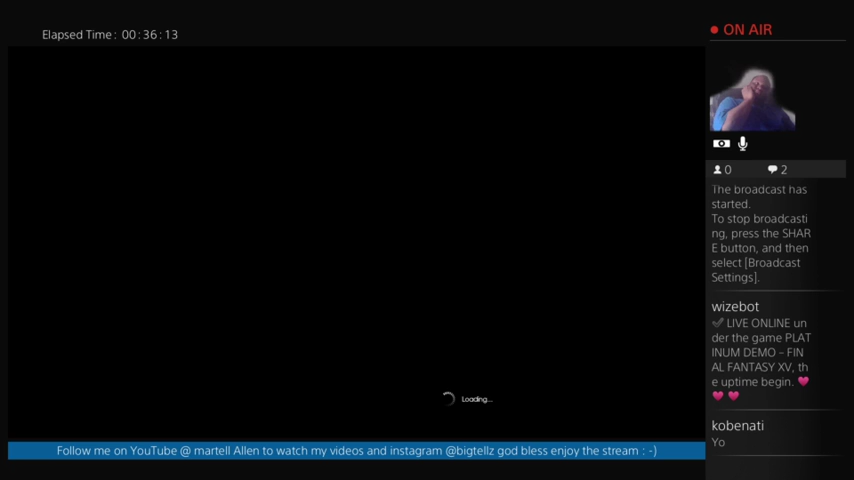 Elapsed Time: 00:36:13
ON AIR
0
2
The broadcast has
started.
To stop broadcasti
ng, press the SHAR
E button, and then
select [Broadcast
Settings].
wizebot
✅ LIVE ONLINE un
der the game PLAT
INUM DEMO – FIN
AL FANTASY XV, th
e uptime begin. 💗
💗 💗
kobenati
Yo
Loading...
Follow me on YouTube @ martell Allen to watch my videos and instagram @bigtellz god bless enjoy the stream : -)